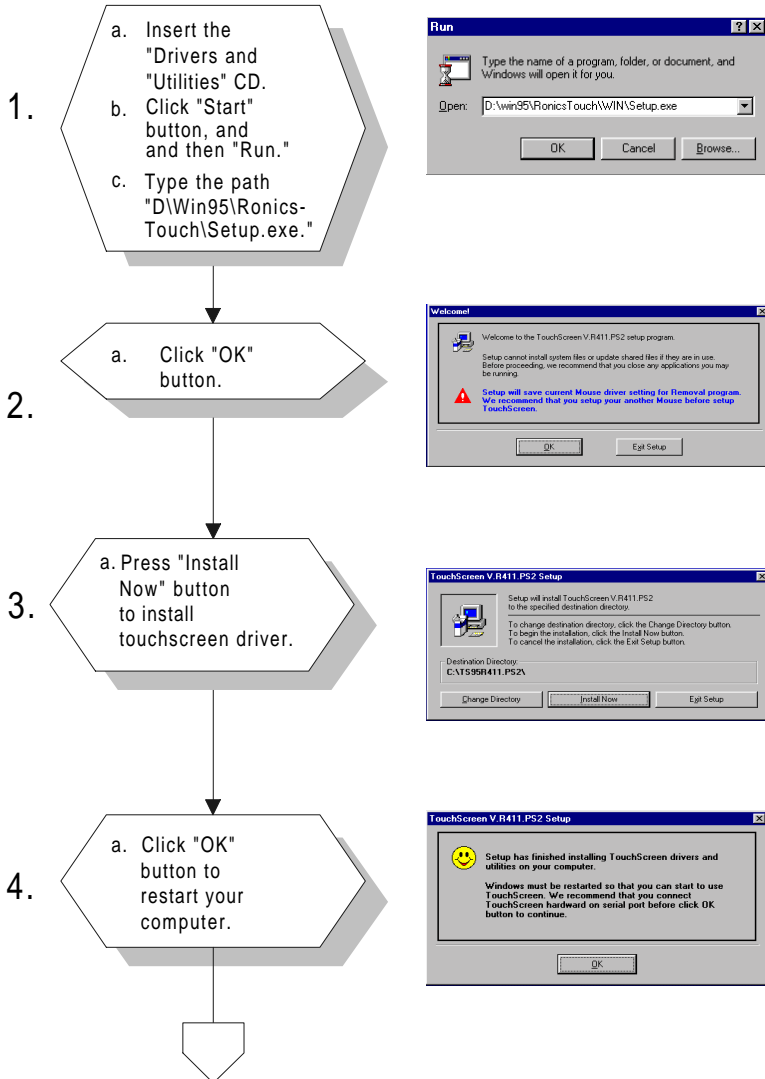 1.
a. Insert the
"Drivers and
"Utilities" CD.
b. Click "Start"
button, and
and then "Run."
c. Type the path
"D\Win95\Ronics-
Touch\Setup.exe."
Run
Type the name of a program, folder, or document, and
Windows will open it for you.
Open: D:\win95\RonicsTouch\WIN\Setup.exe
OK Cancel Browse...
2.
a. Click "OK"
button.
Welcome!
Welcome to the TouchScreen V.R411.PS2 setup program.
Setup cannot install system files or update shared files if they are in use.
Before proceeding, we recommend that you close any applications you may
be running.
Setup will save current Mouse driver setting for Removal program.
We recommend that you setup your another Mouse before setup
TouchScreen.
OK Exit Setup
3.
a. Press "Install
Now" button
to install
touchscreen driver.
TouchScreen V.R411.PS2 Setup
Setup will install TouchScreen V.R411.PS2
to the specified destination directory.
To change destination directory, click the Change Directory button.
To begin the installation, click the Install Now button.
To cancel the installation, click the Exit Setup button.
Destination Directory:
C:\TS95R411.PS2\
Change Directory Install Now Exit Setup
4.
a. Click "OK"
button to
restart your
computer.
TouchScreen V.R411.PS2 Setup
Setup has finished installing TouchScreen drivers and
utilities on your computer.
Windows must be restarted so that you can start to use
TouchScreen. We recommend that you connect
TouchScreen hardward on serial port before click OK
button to continue.
OK